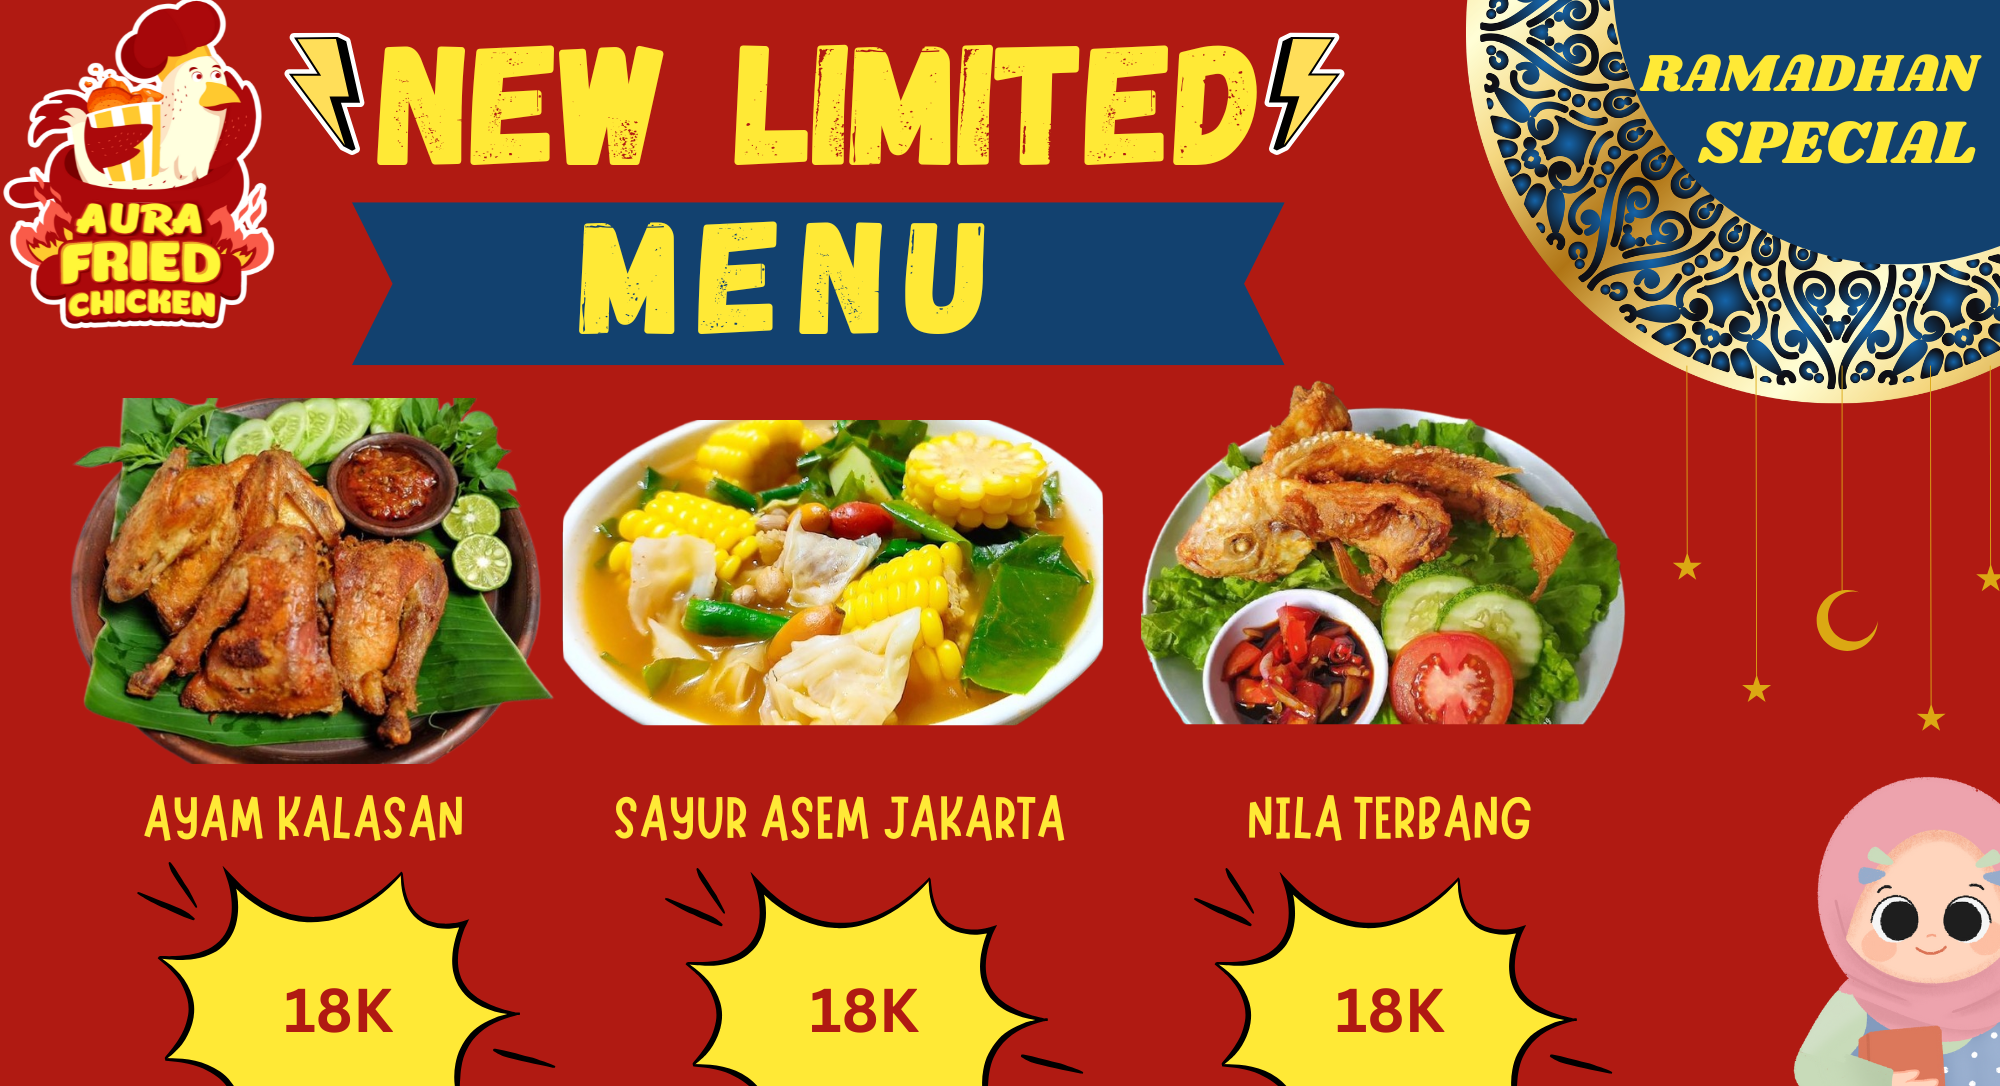 AURA
FRIED
CHICKEN
NEW LIMITED
MENU
RAMADHAN
SPECIAL
AYAM KALASAN
SAYUR ASEM JAKARTA
NILA TERBANG
18K
18K
18K